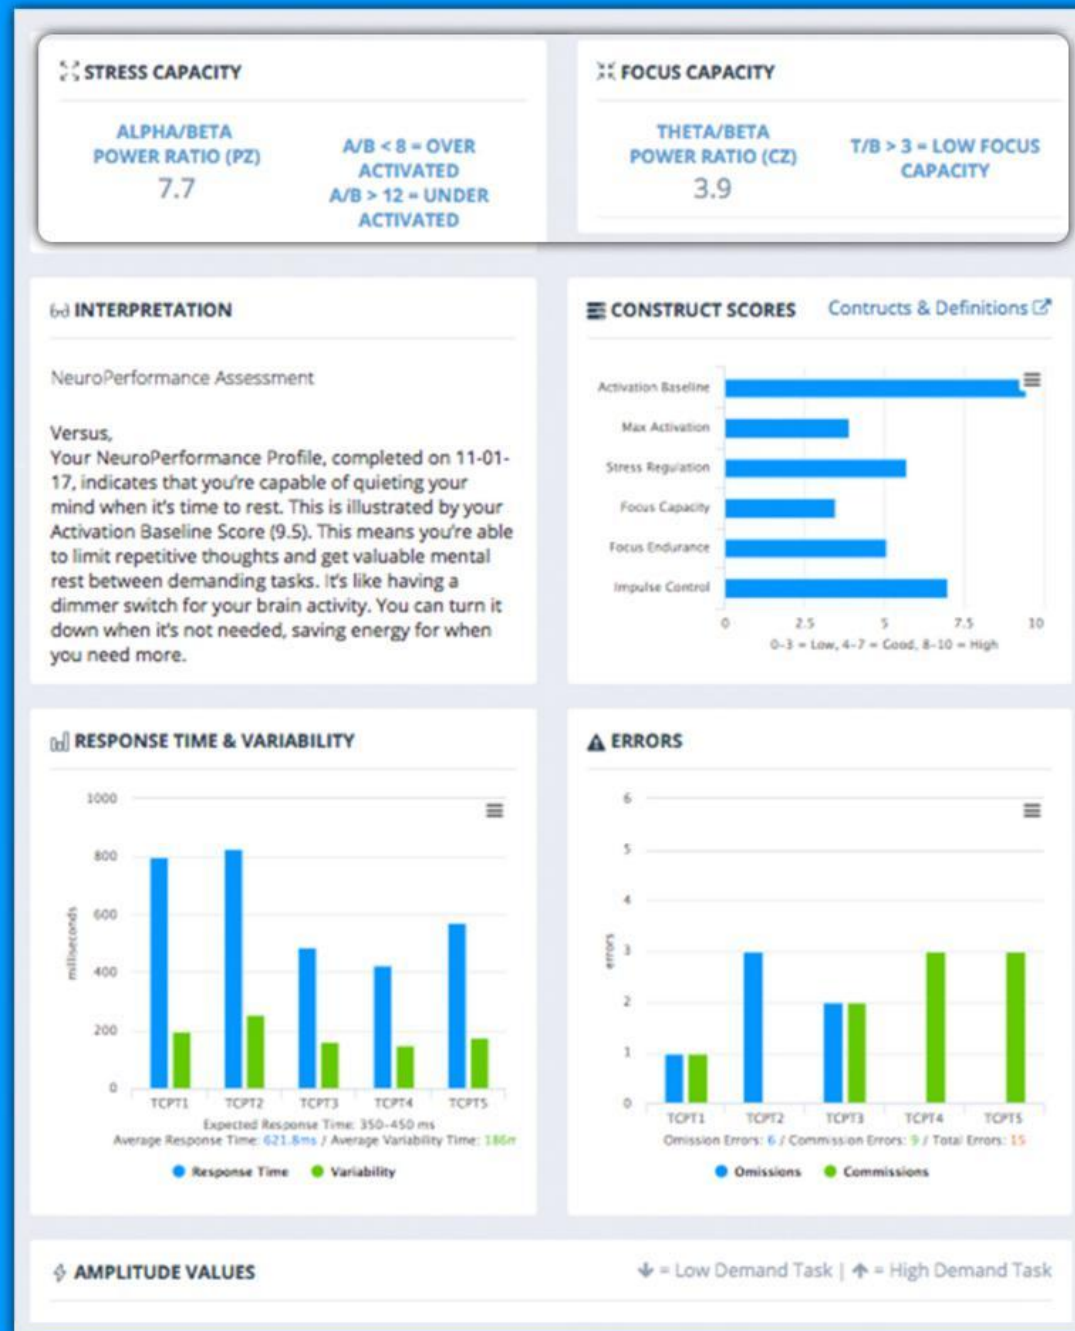 STRESS CAPACITY
ALPHA/BETA
POWER RATIO (PZ)
7.7
A/B < 8 = OVER
ACTIVATED
A/B > 12 = UNDER
ACTIVATED
FOCUS CAPACITY
THETA/BETA
POWER RATIO (CZ)
3.9
T/B > 3 = LOW FOCUS
CAPACITY
INTERPRETATION
NeuroPerformance Assessment
Versus,
Your NeuroPerformance Profile, completed on 11-01-
17, indicates that you're capable of quieting your
mind when it's time to rest. This is illustrated by your
Activation Baseline Score (9.5). This means you're able
to limit repetitive thoughts and get valuable mental
rest between demanding tasks. It's like having a
dimmer switch for your brain activity. You can turn it
down when it's not needed, saving energy for when
you need more.
CONSTRUCT SCORES
Contructs & Definitions
Activation Baseline
Max Activation
Stress Regulation
Focus Capacity
Focus Endurance
Impulse Control
0 2.5 5 7.5 10
0-3 = Low, 4-7 = Good, 8-10 = High
RESPONSE TIME & VARIABILITY
1000
800
600
400
200
0
milliseconds
TCPT1 TCPT2 TCPT3 TCPT4 TCPT5
Expected Response Time: 350-450 ms
Average Response Time: 621.8ms / Average Variability Time: 186m
Response Time Variability
ERRORS
6
5
4
3
2
1
0
errors
TCPT1 TCPT2 TCPT3 TCPT4 TCPT5
Omission Errors: 6 / Commission Errors: 9 / Total Errors: 15
Omissions Commissions
AMPLITUDE VALUES
= Low Demand Task | = High Demand Task